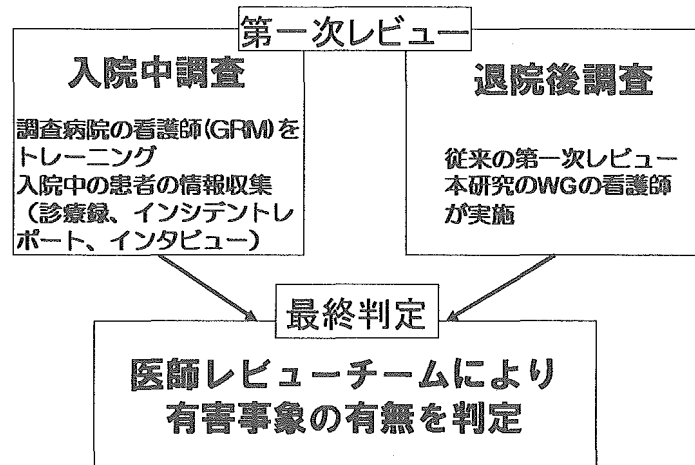 第一次レビュー
入院中調査
調査病院の看護師(GRM)を
トレーニング
入院中の患者の情報収集
（診療録、インシデントレ
ポート、インタビュー）
退院後調査
従来の第一次レビュー
本研究のWGの看護師
が実施
最終判定
医師レビューチームにより
有害事象の有無を判定